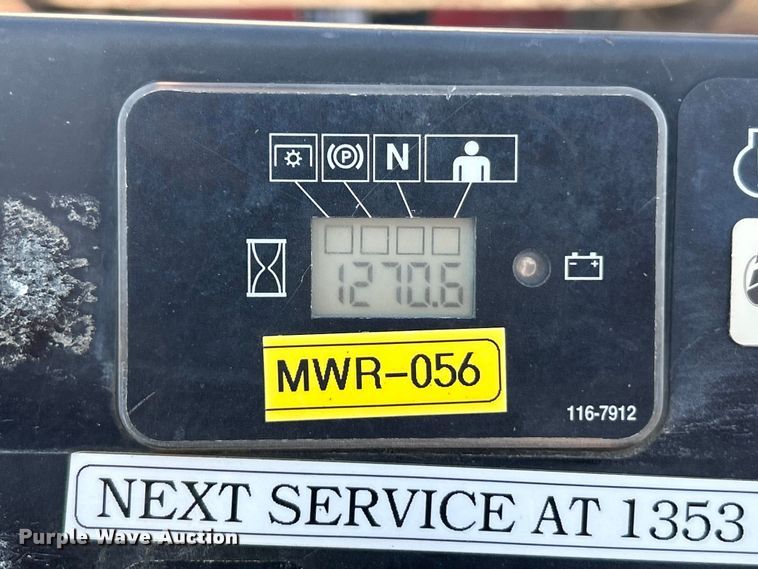 (P) N
1270.6
MWR-056
116-7912
NEXT SERVICE AT 1353
Purple Wave Auction